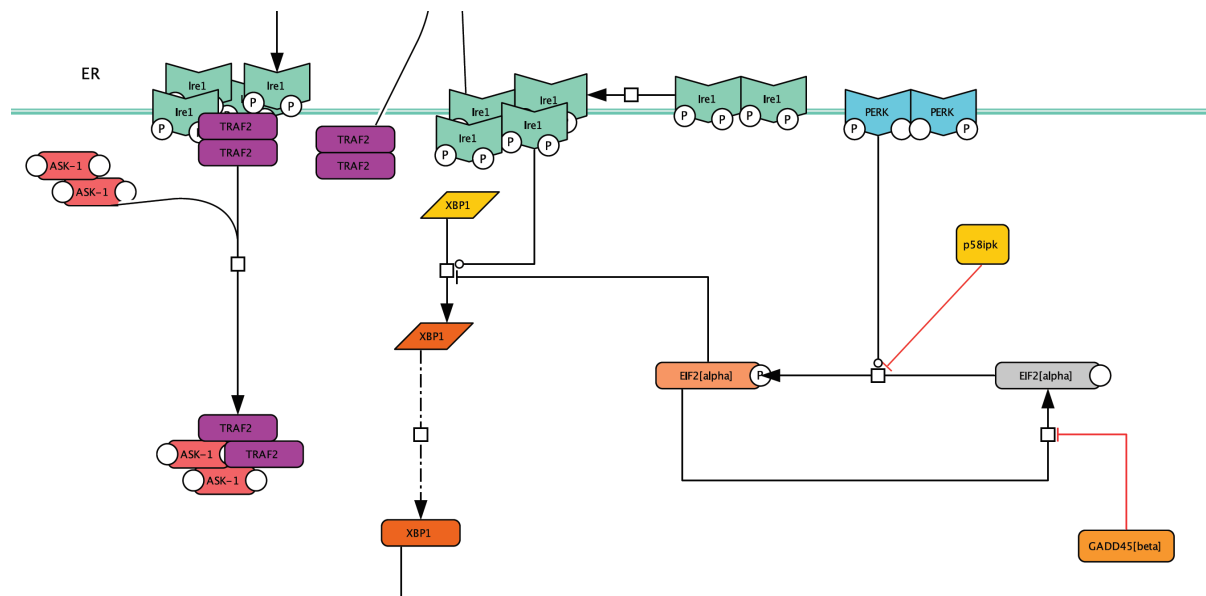 ER
Ire1
Ire1
Ire1
P
P
P
P
TRAF2
TRAF2
TRAF2
TRAF2
Ire1
Ire1
Ire1
Ire1
P
P
P
P
Ire1
Ire1
P
P
P
P
PERK
PERK
P
P
ASK-1
ASK-1
XBP1
p58ipk
XBP1
EIF2[alpha]
P
EIF2[alpha]
TRAF2
ASK-1
TRAF2
ASK-1
XBP1
GADD45[beta]